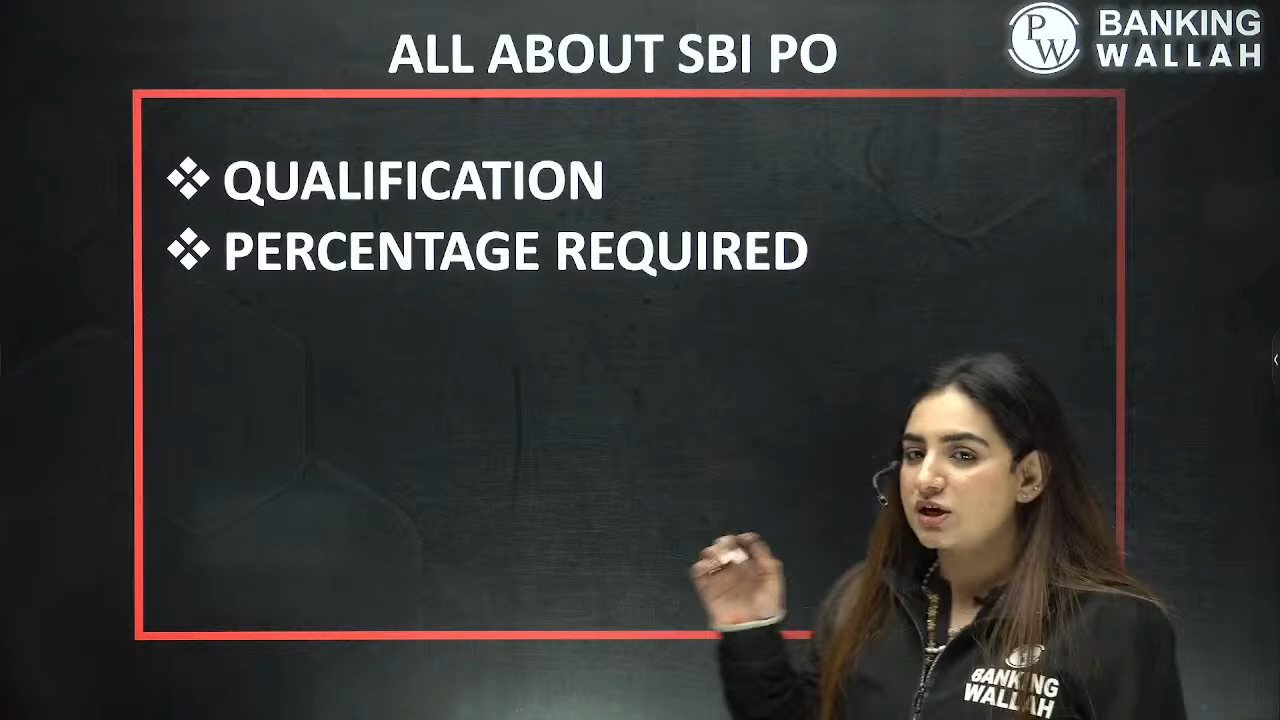 ALL ABOUT SBI PO
PW
BANKING
WALLAH
❖ QUALIFICATION
❖ PERCENTAGE REQUIRED
BANKING
WALLAH